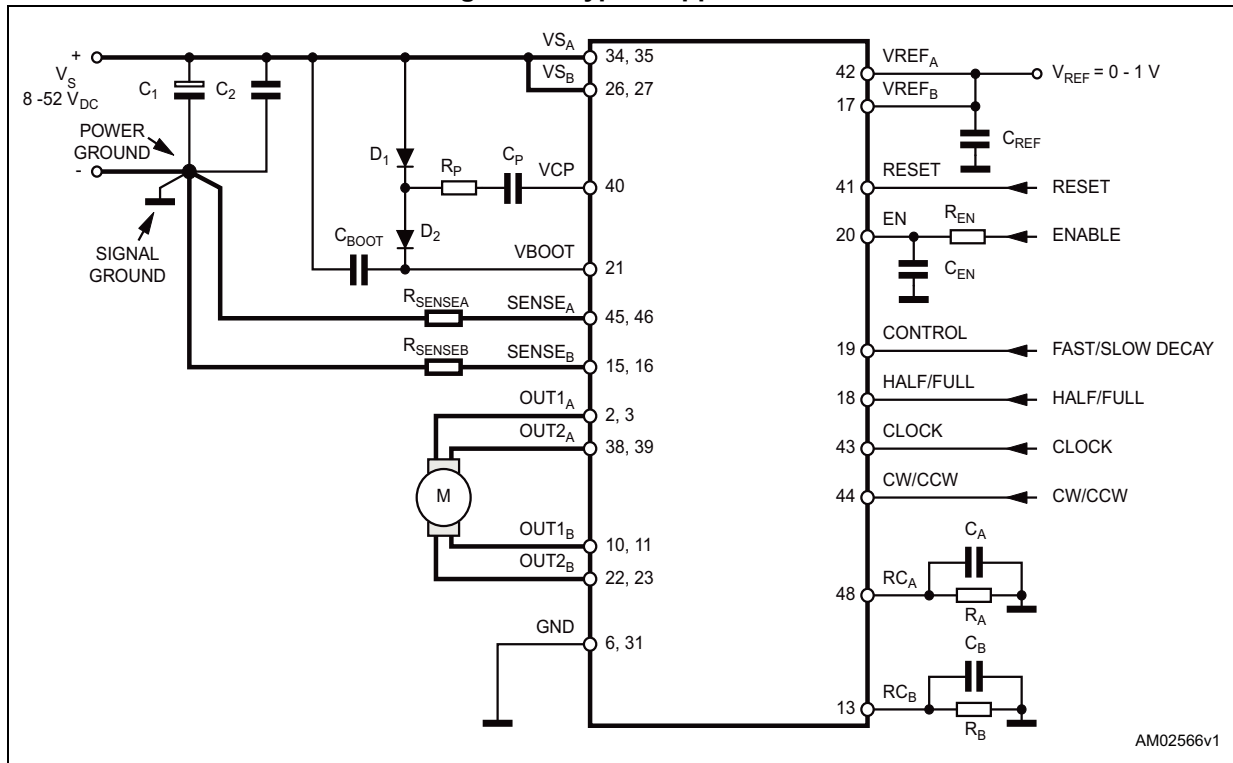 +
V_S
8 -52 V_DC
C_1
C_2
POWER
GROUND
-
SIGNAL
GROUND
D_1
R_P
C_P
VCP
D_2
C_BOOT
VBOOT
VS_A
VS_B
R_SENSEA
SENSE_A
R_SENSEB
SENSE_B
OUT1_A
OUT2_A
M
OUT1_B
OUT2_B
GND
34, 35
26, 27
40
21
45, 46
15, 16
2, 3
38, 39
10, 11
22, 23
6, 31
42
VREF_A
V_REF = 0 - 1 V
17
VREF_B
C_REF
41
RESET
RESET
20
EN
R_EN
ENABLE
C_EN
19
CONTROL
FAST/SLOW DECAY
18
HALF/FULL
HALF/FULL
43
CLOCK
CLOCK
44
CW/CCW
CW/CCW
C_A
48
RC_A
R_A
C_B
13
RC_B
R_B
AM02566v1